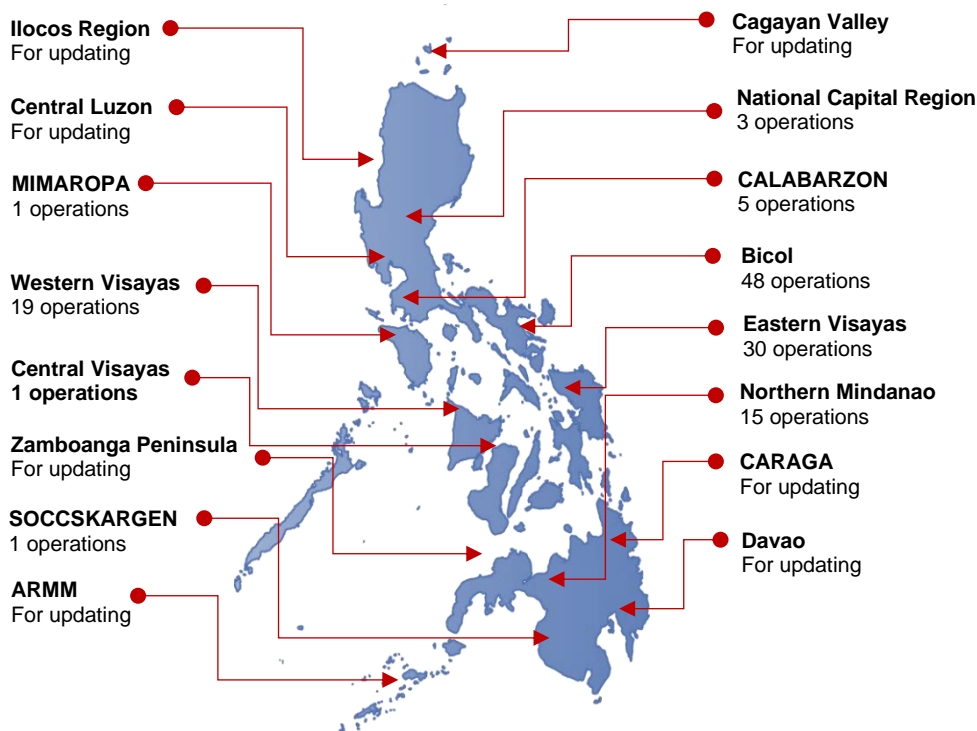 Ilocos Region
For updating
Central Luzon
For updating
MIMAROPA
1 operations
Western Visayas
19 operations
Central Visayas
1 operations
Zamboanga Peninsula
For updating
SOCCSKARGEN
1 operations
ARMM
For updating
Cagayan Valley
For updating
National Capital Region
3 operations
CALABARZON
5 operations
Bicol
48 operations
Eastern Visayas
30 operations
Northern Mindanao
15 operations
CARAGA
For updating
Davao
For updating